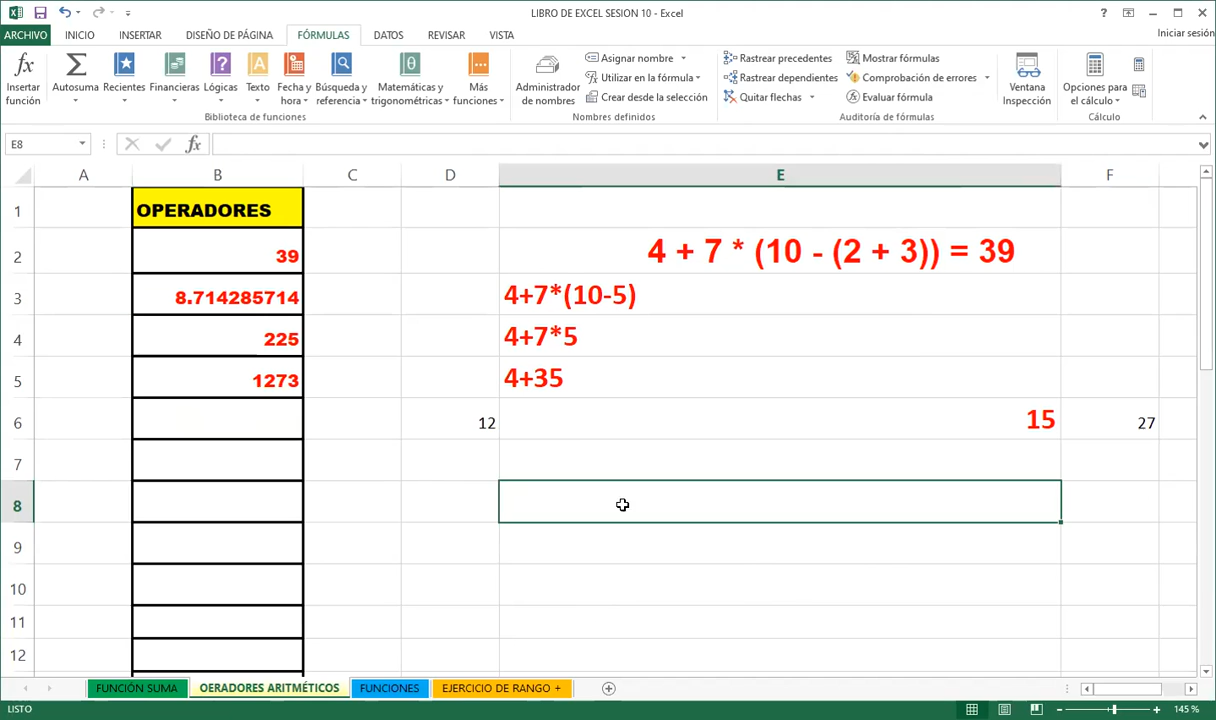 LIBRO DE EXCEL SESION 10 - Excel
ARCHIVO INICIO INSERTAR DISEÑO DE PÁGINA FÓRMULAS DATOS REVISAR VISTA Iniciar sesión
Insertar función
Autosuma
Recientes
Financieras
Lógicas
Texto
Fecha y hora
Búsqueda y referencia
Matemáticas y trigonométricas
Más funciones
Biblioteca de funciones
Administrador de nombres
Asignar nombre
Utilizar en la fórmula
Crear desde la selección
Nombres definidos
Rastrear precedentes
Rastrear dependientes
Quitar flechas
Mostrar fórmulas
Comprobación de errores
Evaluar fórmula
Auditoría de fórmulas
Ventana Inspección
Opciones para el cálculo
Cálculo
E8 fx
A B C D E F
1 OPERADORES
2 39 4 + 7 * (10 - (2 + 3)) = 39
3 8.714285714 4+7*(10-5)
4 225 4+7*5
5 1273 4+35
6 12 15 27
7
8
9
10
11
12
FUNCIÓN SUMA OERADORES ARITMÉTICOS FUNCIONES EJERCICIO DE RANGO +
LISTO 145 %